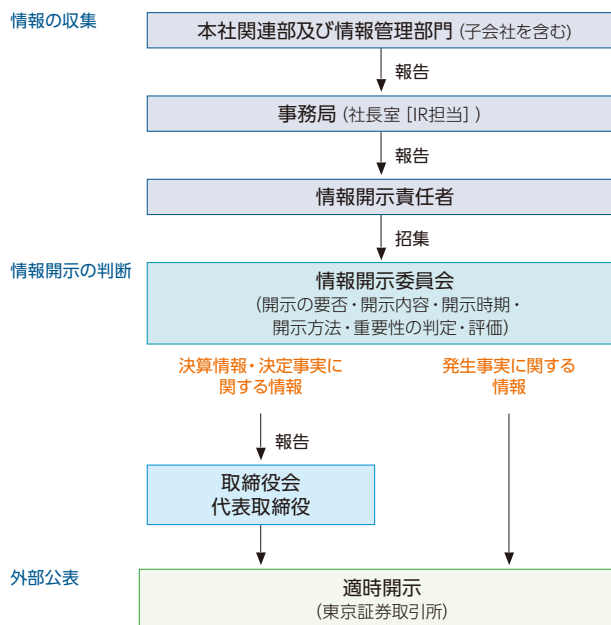 情報の収集
本社関連部及び情報管理部門 (子会社を含む)
報告
事務局 (社長室 [IR担当] )
報告
情報開示責任者
招集
情報開示の判断
情報開示委員会
(開示の要否・開示内容・開示時期・
開示方法・重要性の判定・評価)
決算情報・決定事実に
関する情報
発生事実に関する
情報
報告
取締役会
代表取締役
外部公表
適時開示
(東京証券取引所)